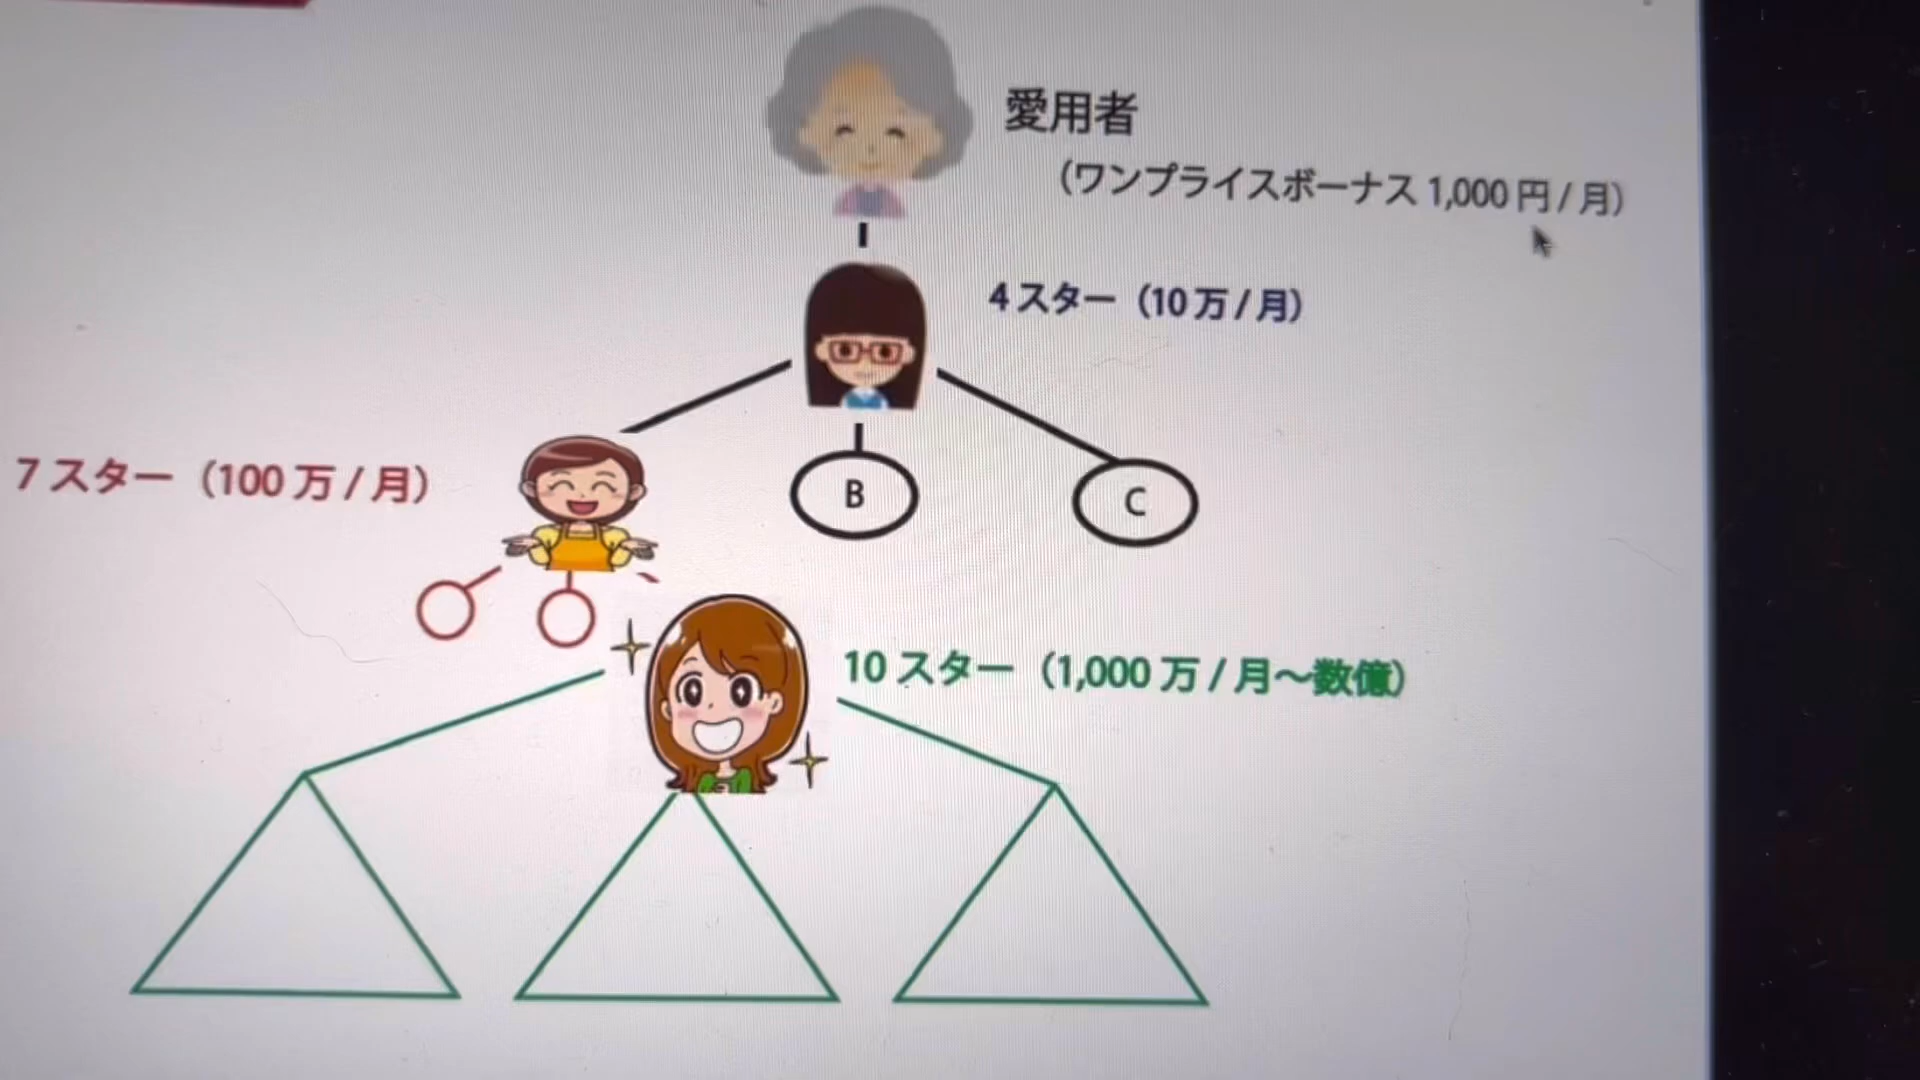 愛用者
（ワンプライスボーナス 1,000 円 / 月）
4 スター（10 万 / 月）
7 スター（100 万 / 月）
B
C
10 スター（1,000 万 / 月～数億）